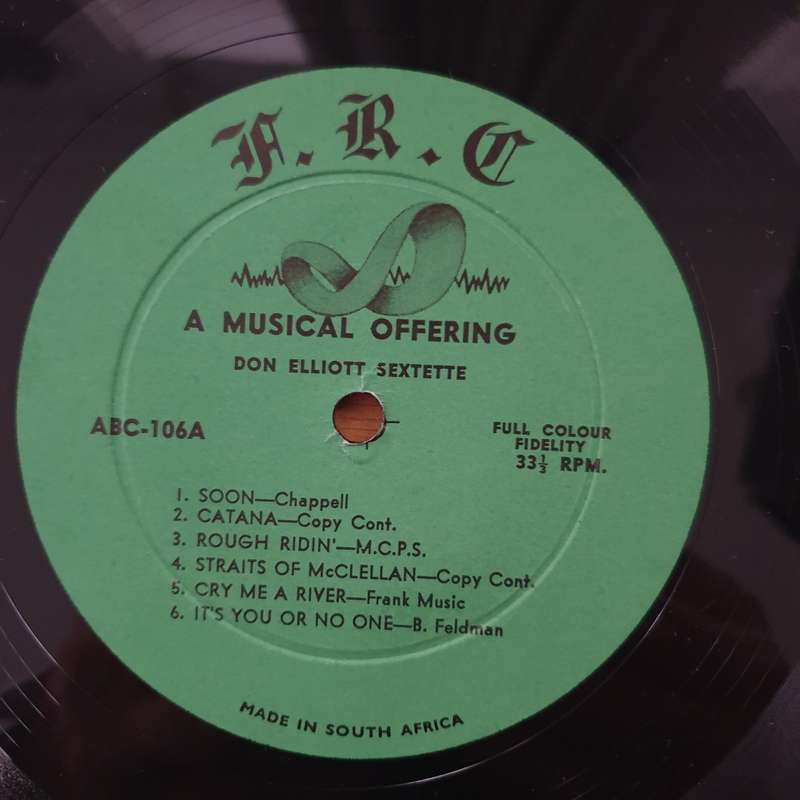 F.R.C
A MUSICAL OFFERING
DON ELLIOTT SEXTETTE
ABC-106A
FULL COLOUR
FIDELITY
33⅓ RPM.
1. SOON—Chappell
2. CATANA—Copy Cont.
3. ROUGH RIDIN'—M.C.P.S.
4. STRAITS OF McCLELLAN—Copy Cont.
5. CRY ME A RIVER—Frank Music
6. IT'S YOU OR NO ONE—B. Feldman
MADE IN SOUTH AFRICA